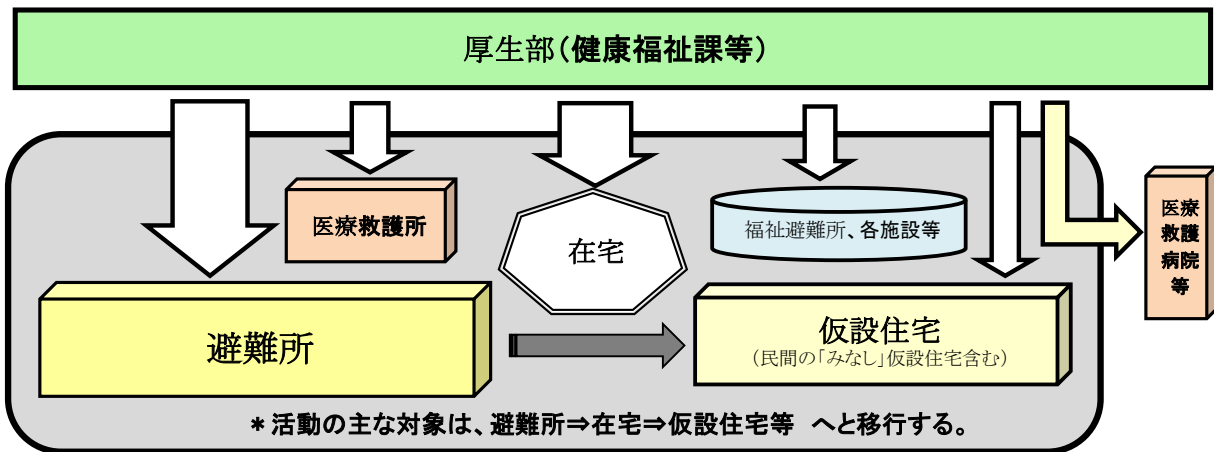 厚生部(健康福祉課等)
医療救護所
在宅
福祉避難所、各施設等
医療
救護
病院
等
避難所
仮設住宅
(民間の「みなし」仮設住宅含む)
*活動の主な対象は、避難所⇒在宅⇒仮設住宅等 へと移行する。